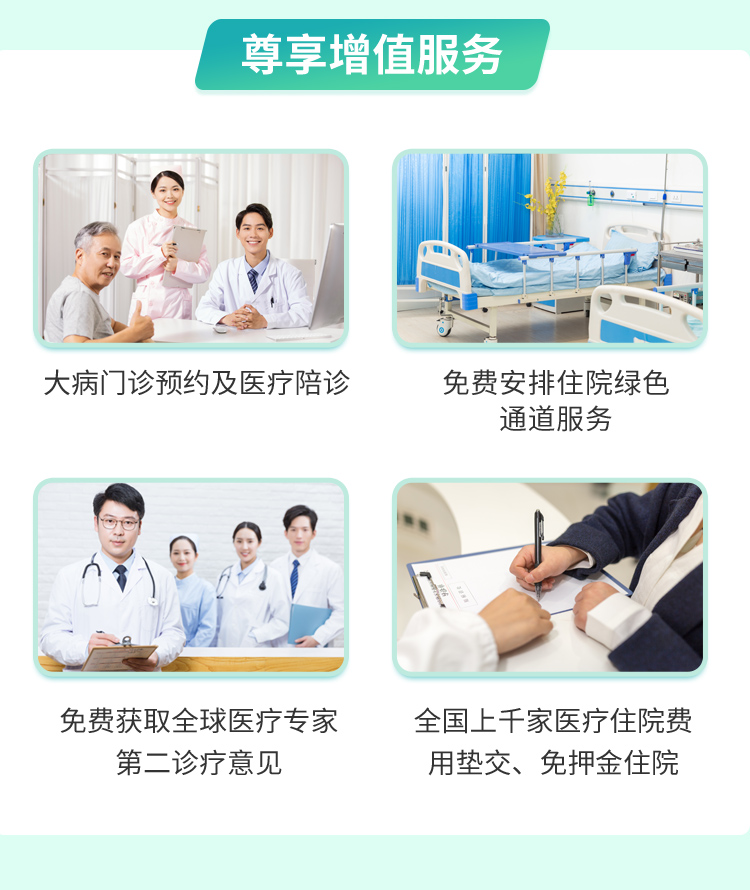 尊享增值服务
大病门诊预约及医疗陪诊
免费安排住院绿色
通道服务
免费获取全球医疗专家
第二诊疗意见
全国上千家医疗住院费
用垫交、免押金住院